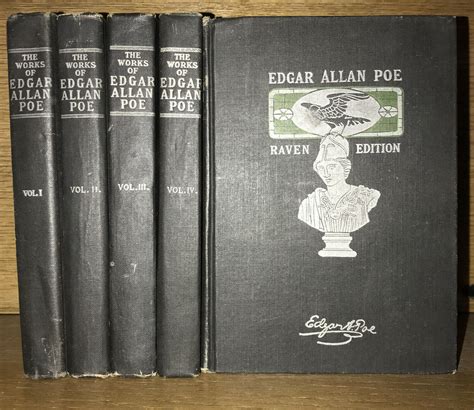 THE
WORKS
OF
EDGAR
ALLAN
POE
VOL.I
THE
WORKS
OF
EDGAR
ALLAN
POE
VOL. II.
THE
WORKS
OF
EDGAR
ALLAN
POE
VOL.III.
THE
WORKS
OF
EDGAR
ALLAN
POE
VOL.IV.
EDGAR ALLAN POE
RAVEN EDITION
Edgar A. Poe